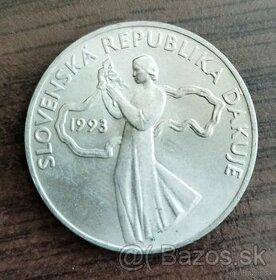 SLOVENSKÁ REPUBLIKA ĎAKUJE
1993
Bazos.sk